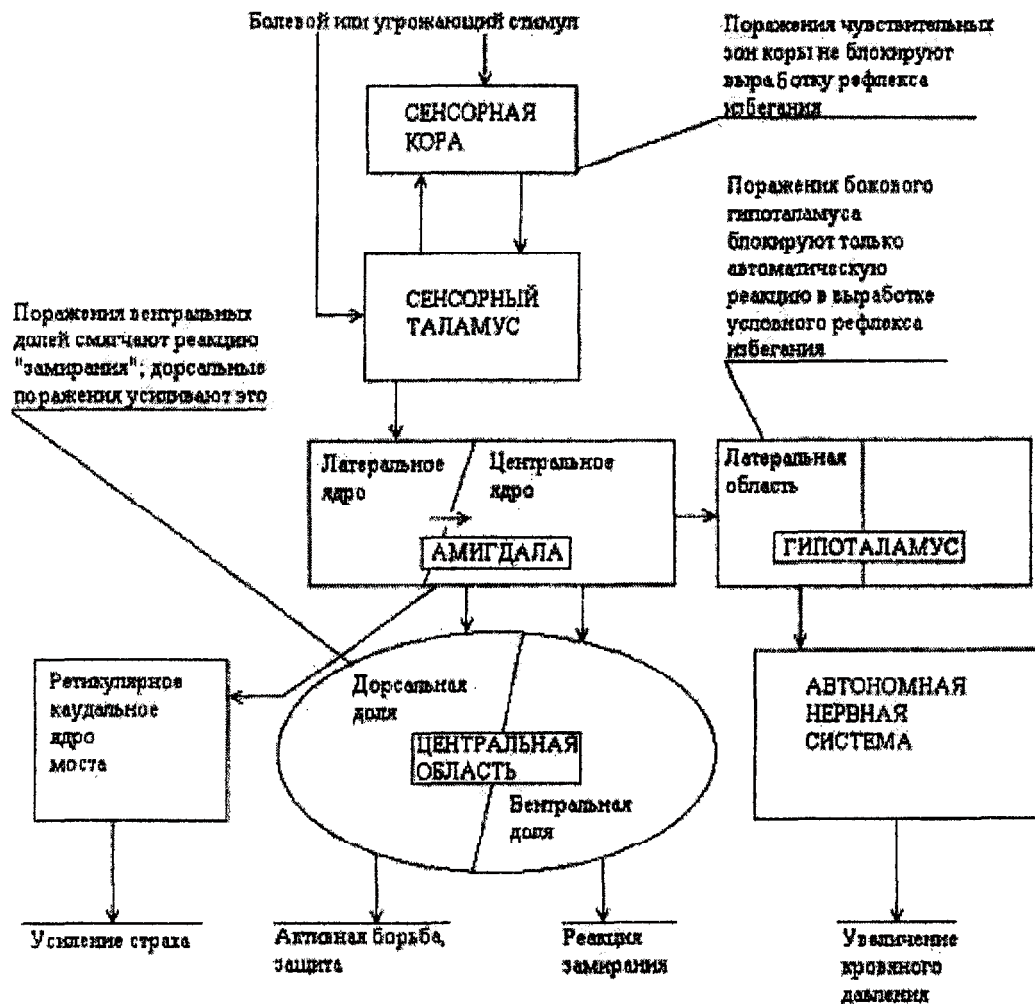 Болевой или угрожающий стимул
Поражения чувствительных
зон коры не блокируют
выработку рефлекса
избегания
СЕНСОРНАЯ
КОРА
Поражения бокового
гипоталамуса
блокируют только
автоматическую
реакцию в выработке
условного рефлекса
избегания
СЕНСОРНЫЙ
ТАЛАМУС
Поражения вентральных
долей смягчают реакцию
"замирания"; дорсальные
поражения усиливают это
Латеральное
ядро
Центральное
ядро
АМИГДАЛА
Латеральная
область
ГИПОТАЛАМУС
Ретикулярное
каудальное
ядро
моста
Дорсальная
доля
ЦЕНТРАЛЬНАЯ
ОБЛАСТЬ
Вентральная
доля
АВТОНОМНАЯ
НЕРВНАЯ
СИСТЕМА
Усиление страха
Активная борьба,
защита
Реакция
замирания
Увеличение
кровяного
давления